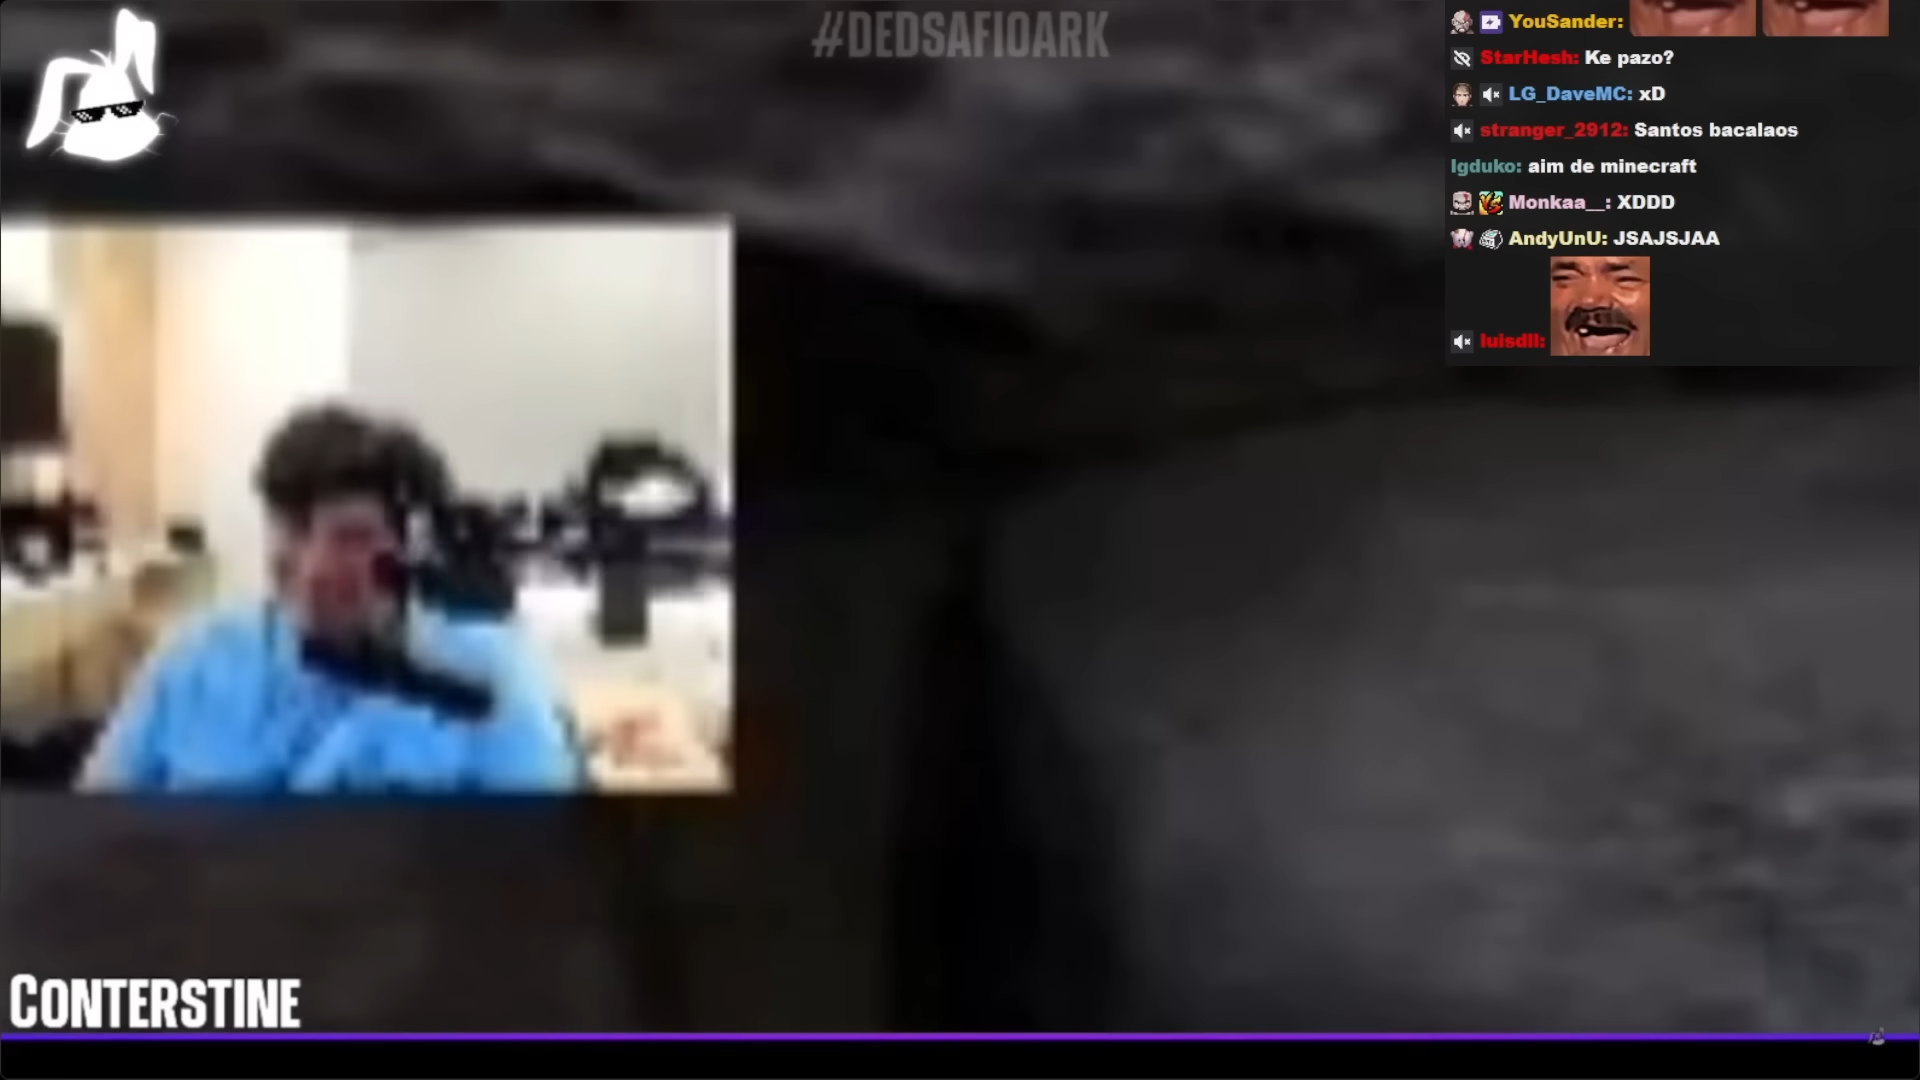 #DEDSAFIOARK
YouSander:
StarHesh: Ke pazo?
LG_DaveMC: xD
stranger_2912: Santos bacalaos
lgduko: aim de minecraft
Monkaa__: XDDD
AndyUnU: JSAJSJAA
luisdll:
CONTERSTINE